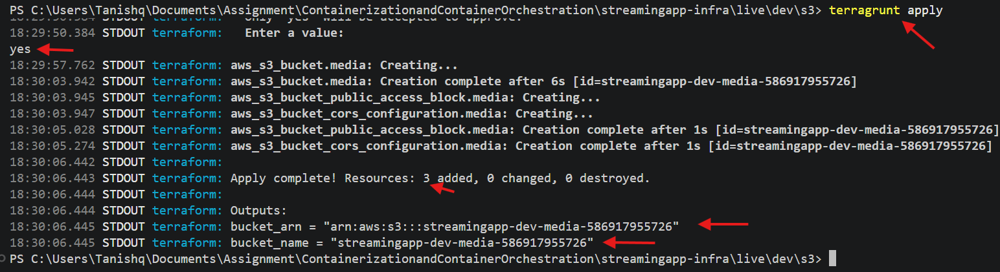 PS C:\Users\Tanishq\Documents\Assignment\ContainerizationandContainerOrchestration\streamingapp-infra\live\dev\s3> terragrunt apply
18:29:50.384 STDOUT terraform:   Only 'yes' will be accepted to approve.
18:29:50.384 STDOUT terraform:   Enter a value:
yes
18:29:57.762 STDOUT terraform: aws_s3_bucket.media: Creating...
18:30:03.942 STDOUT terraform: aws_s3_bucket.media: Creation complete after 6s [id=streamingapp-dev-media-586917955726]
18:30:03.945 STDOUT terraform: aws_s3_bucket_public_access_block.media: Creating...
18:30:03.947 STDOUT terraform: aws_s3_bucket_cors_configuration.media: Creating...
18:30:05.028 STDOUT terraform: aws_s3_bucket_public_access_block.media: Creation complete after 1s [id=streamingapp-dev-media-586917955726]
18:30:05.274 STDOUT terraform: aws_s3_bucket_cors_configuration.media: Creation complete after 1s [id=streamingapp-dev-media-586917955726]
18:30:06.442 STDOUT terraform:
18:30:06.443 STDOUT terraform: Apply complete! Resources: 3 added, 0 changed, 0 destroyed.
18:30:06.444 STDOUT terraform:
18:30:06.444 STDOUT terraform: Outputs:
18:30:06.445 STDOUT terraform: bucket_arn = "arn:aws:s3:::streamingapp-dev-media-586917955726"
18:30:06.445 STDOUT terraform: bucket_name = "streamingapp-dev-media-586917955726"
PS C:\Users\Tanishq\Documents\Assignment\ContainerizationandContainerOrchestration\streamingapp-infra\live\dev\s3>